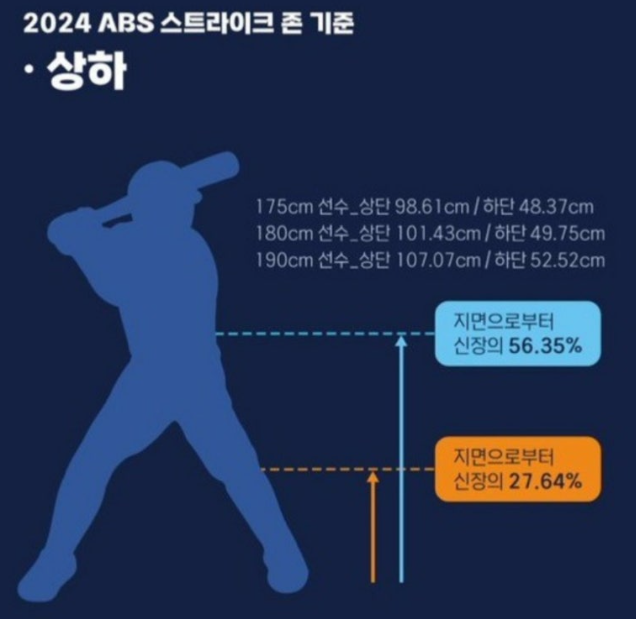 2024 ABS 스트라이크 존 기준
· 상하
175cm 선수_상단 98.61cm / 하단 48.37cm
180cm 선수_상단 101.43cm / 하단 49.75cm
190cm 선수_상단 107.07cm / 하단 52.52cm
지면으로부터
신장의 56.35%
지면으로부터
신장의 27.64%